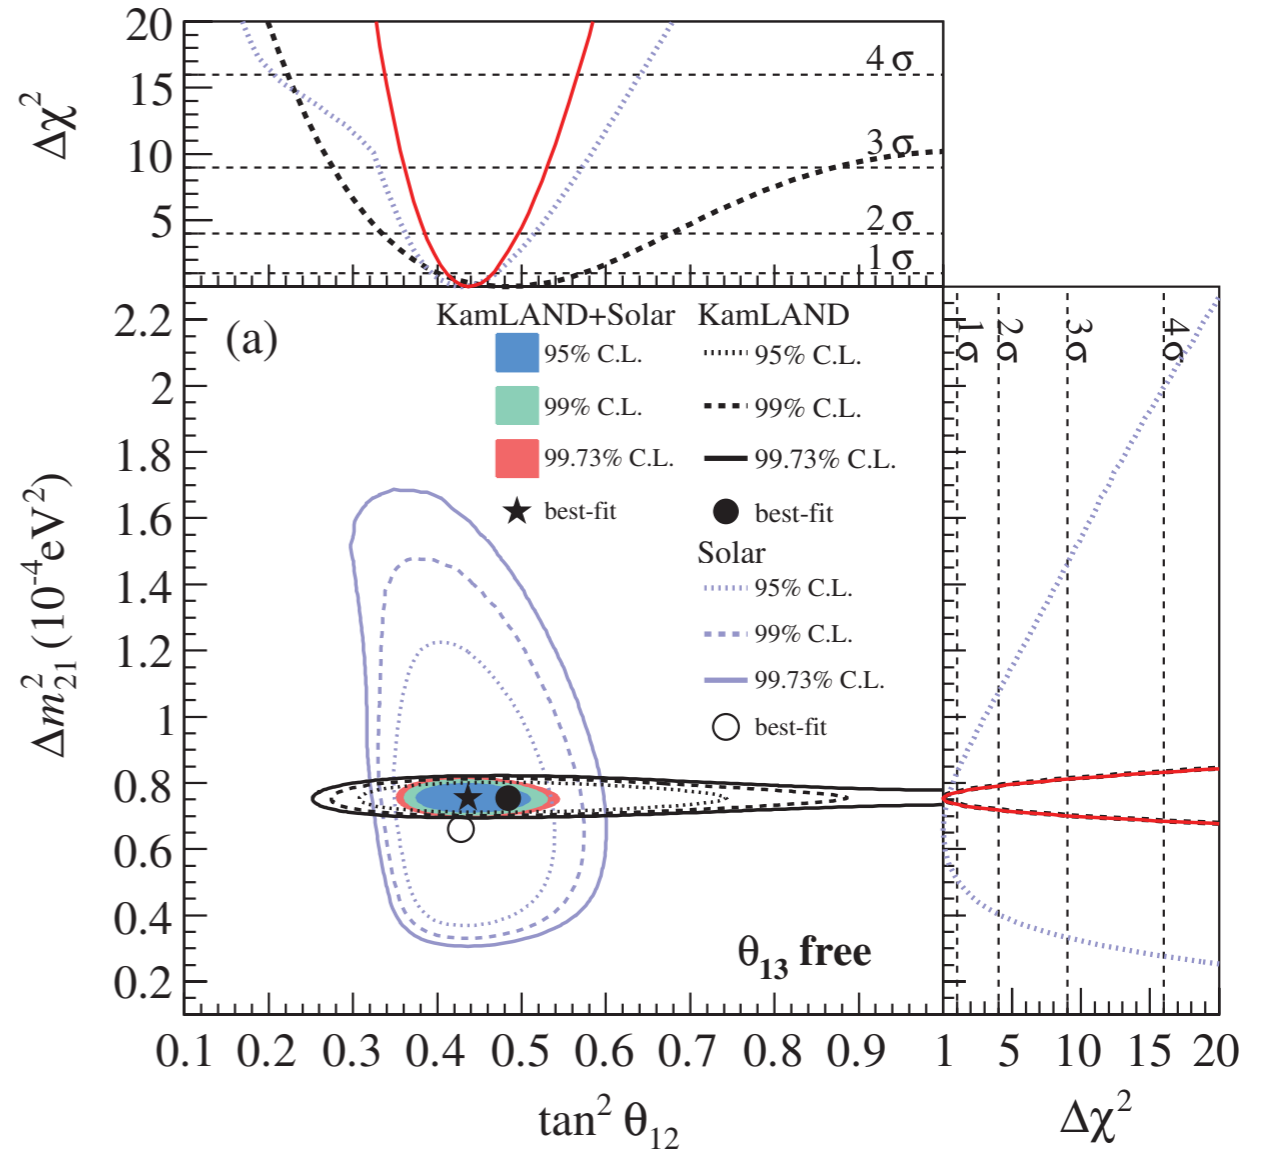 20
15
10
5
Δχ²
4 σ
3 σ
2 σ
1 σ
(a)
KamLAND+Solar
95% C.L.
99% C.L.
99.73% C.L.
best-fit
KamLAND
95% C.L.
99% C.L.
99.73% C.L.
best-fit
Solar
95% C.L.
99% C.L.
99.73% C.L.
best-fit
θ₁₃ free
1σ
2σ
3σ
4σ
2.2
2
1.8
1.6
1.4
1.2
1
0.8
0.6
0.4
0.2
Δm²₂₁ (10⁻⁴eV²)
0.1 0.2 0.3 0.4 0.5 0.6 0.7 0.8 0.9 1 5 10 15 20
tan² θ₁₂
Δχ²